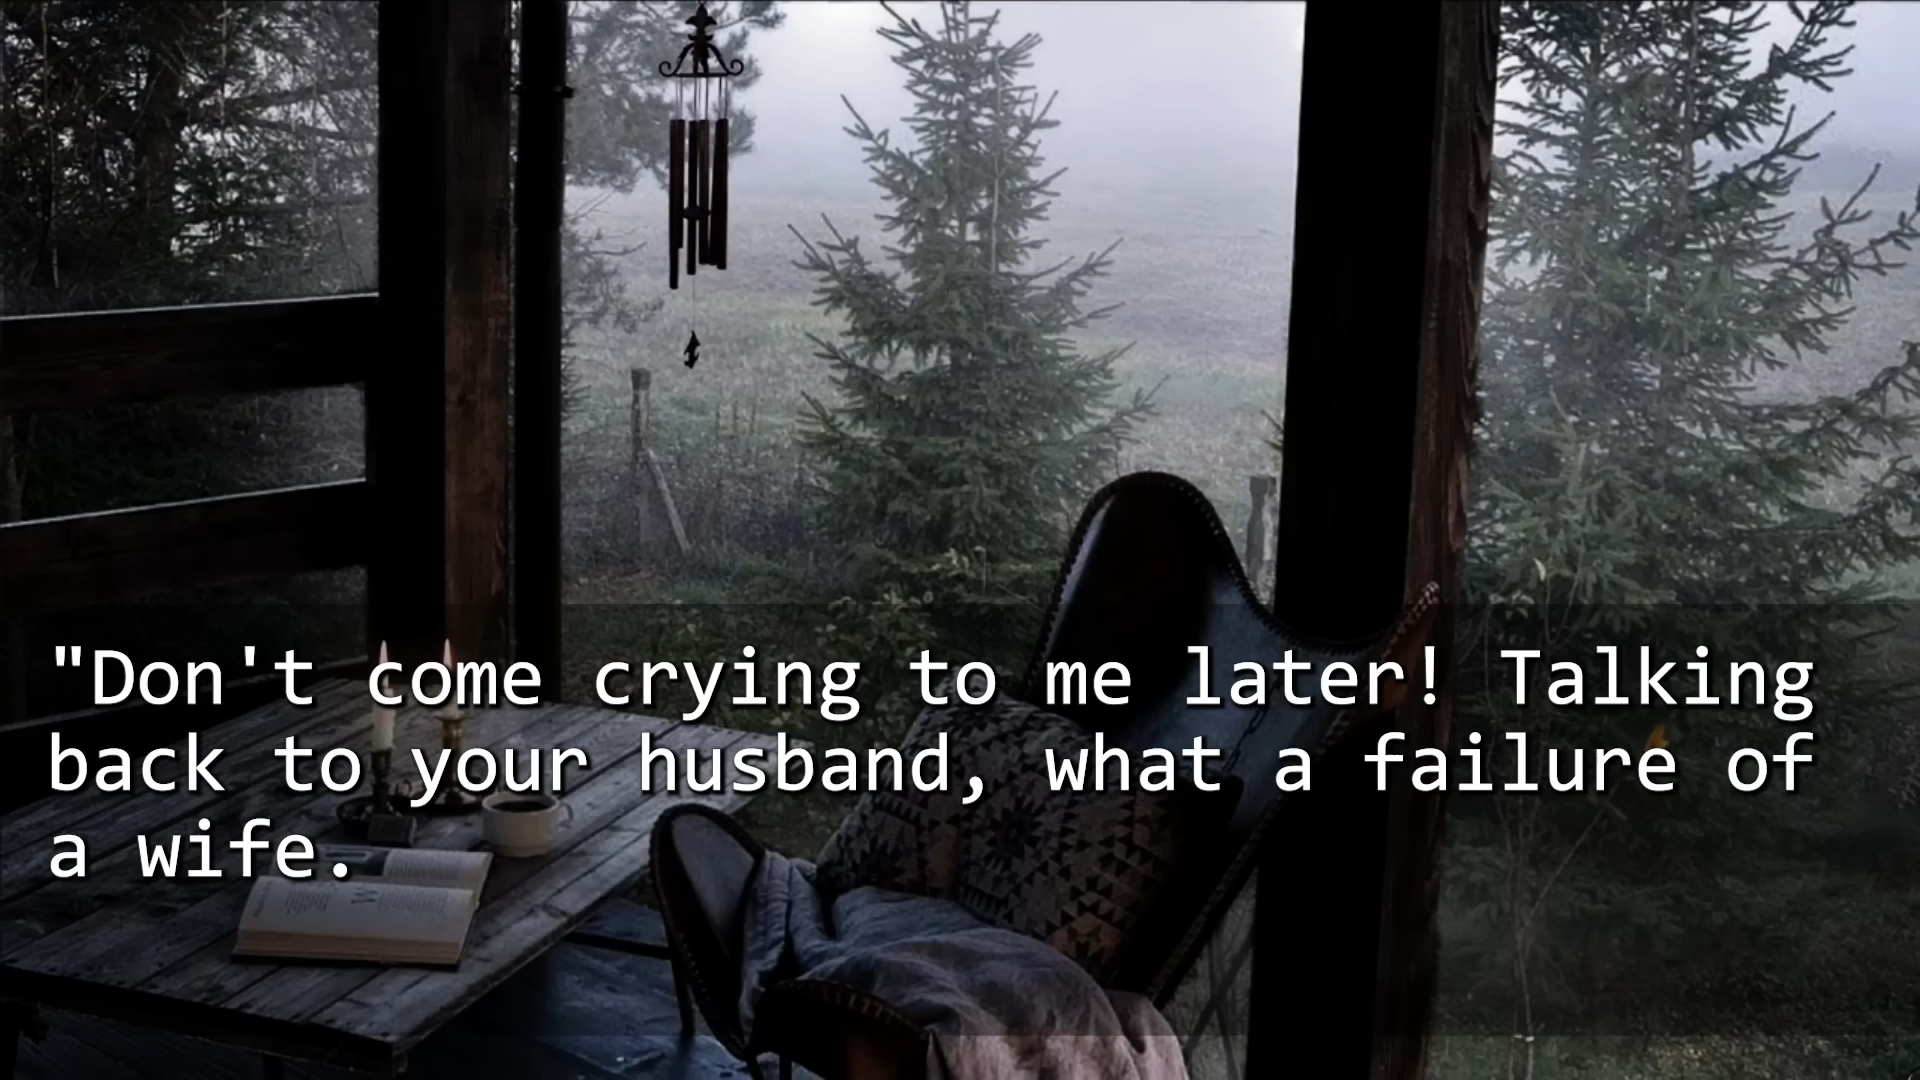 "Don't come crying to me later! Talking
back to your husband, what a failure of
a wife.